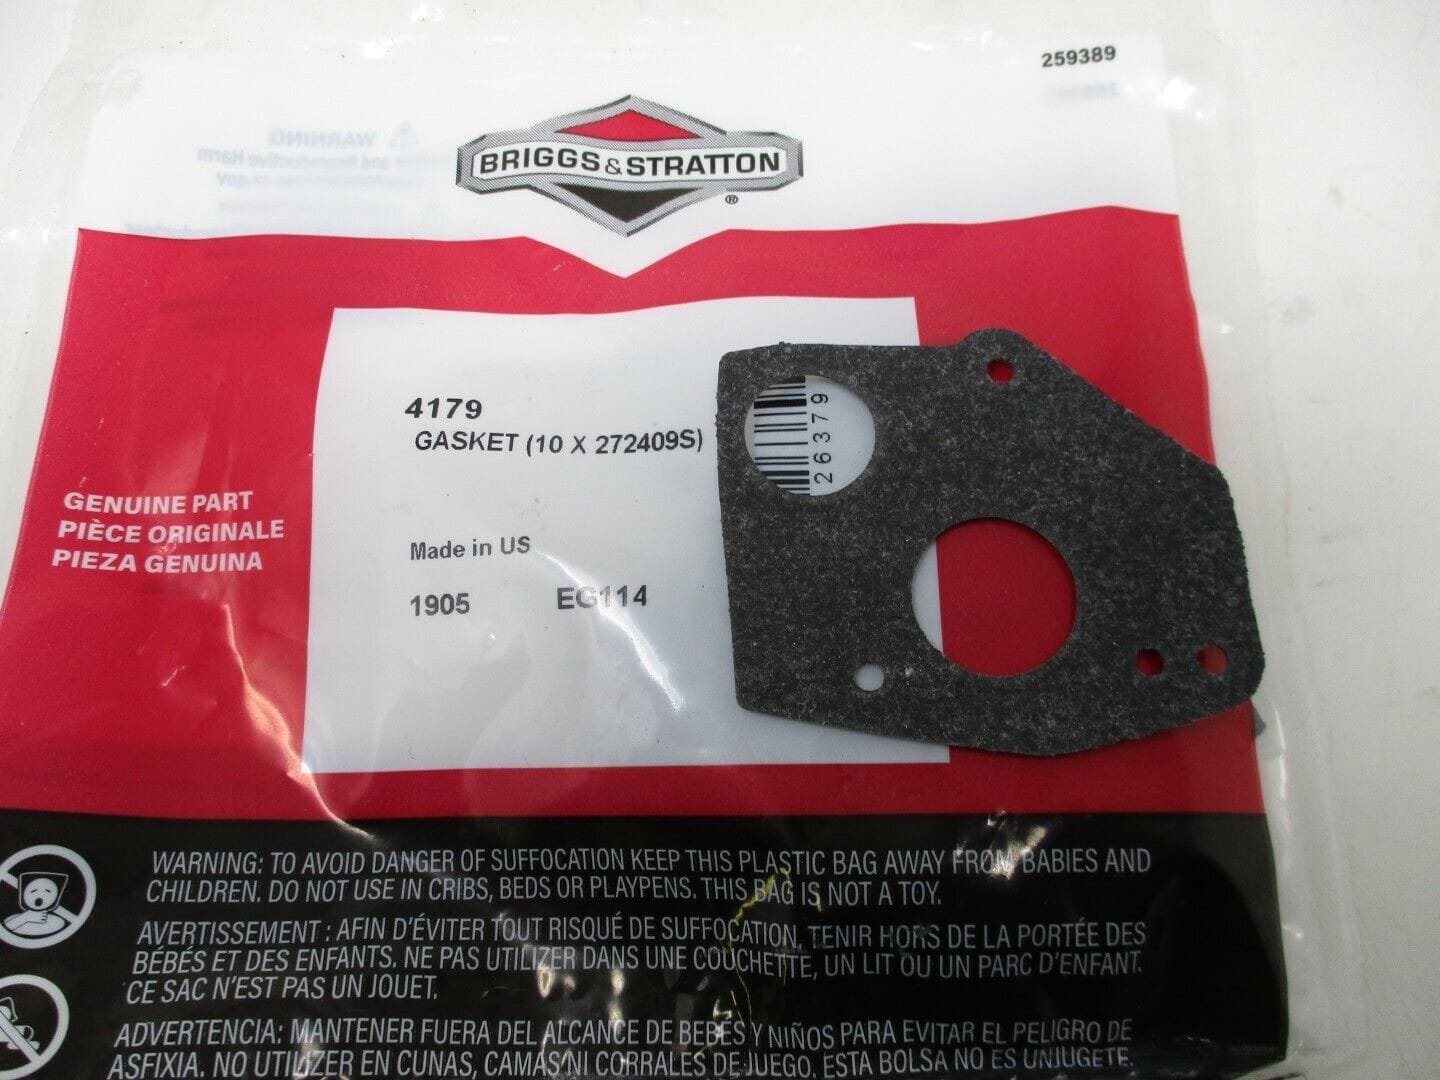 259389
BRIGGS&STRATTON
®
4179
GASKET (10 X 272409S)
26379
GENUINE PART
PIÈCE ORIGINALE
PIEZA GENUINA
Made in US
1905 EG114
WARNING: TO AVOID DANGER OF SUFFOCATION KEEP THIS PLASTIC BAG AWAY FROM BABIES AND
CHILDREN. DO NOT USE IN CRIBS, BEDS OR PLAYPENS. THIS BAG IS NOT A TOY.
AVERTISSEMENT : AFIN D'ÉVITER TOUT RISQUÉ DE SUFFOCATION, TENIR HORS DE LA PORTÉE DES
BÉBÉS ET DES ENFANTS. NE PAS UTILIZER DANS UNE COUCHETTE, UN LIT OU UN PARC D'ENFANT.
CE SAC N'EST PAS UN JOUET.
ADVERTENCIA: MANTENER FUERA DEL ALCANCE DE BEBÉS Y NIÑOS PARA EVITAR EL PELIGRO DE
ASFIXIA. NO UTILIZAR EN CUNAS, CAMAS NI CORRALES DE JUEGO. ESTA BOLSA NO ES UN JUGETE.